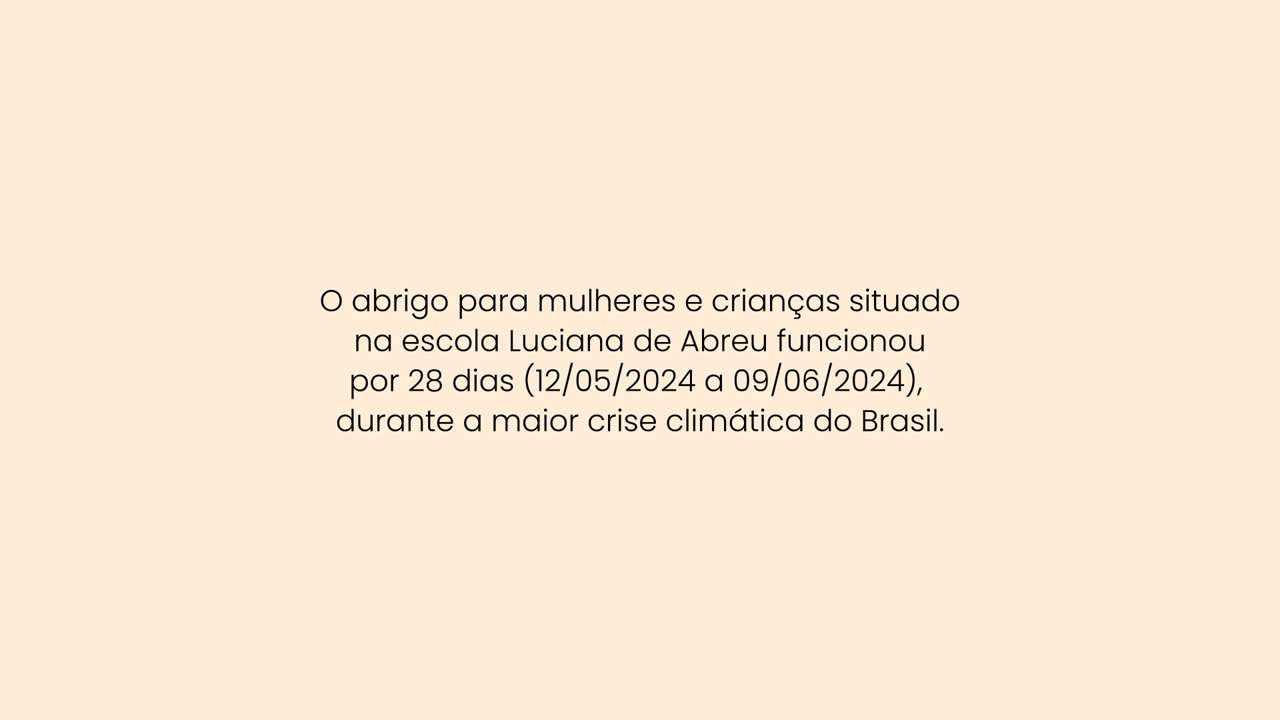 O abrigo para mulheres e crianças situado
na escola Luciana de Abreu funcionou
por 28 dias (12/05/2024 a 09/06/2024),
durante a maior crise climática do Brasil.